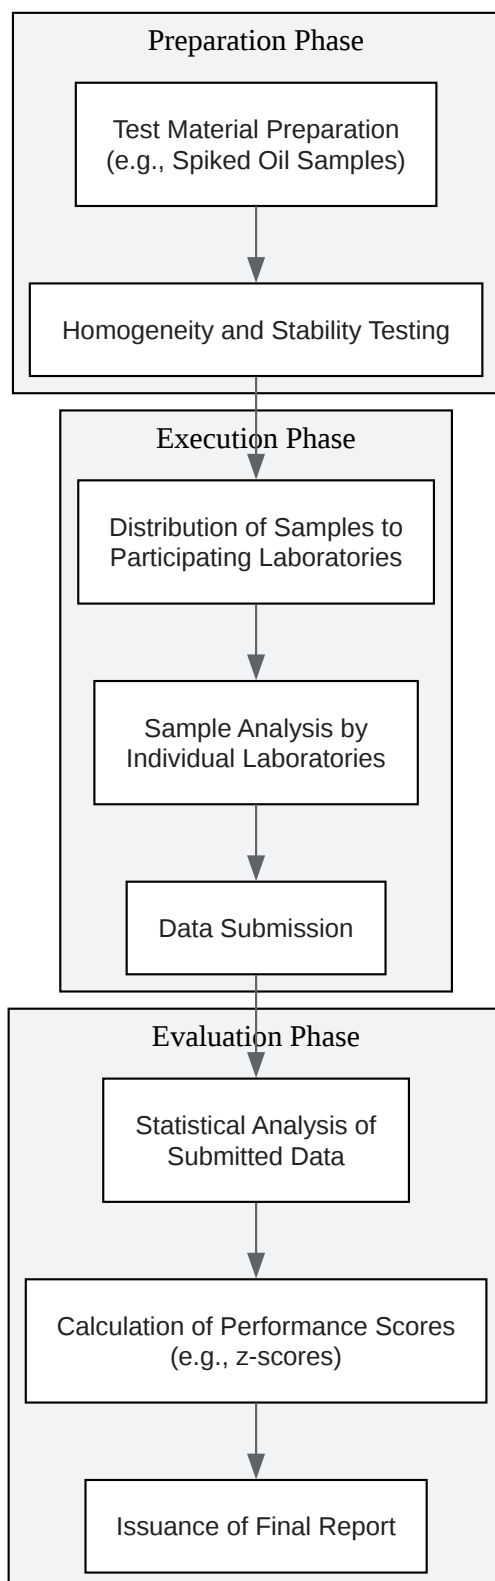 Preparation Phase
Test Material Preparation
(e.g., Spiked Oil Samples)
Homogeneity and Stability Testing
Execution Phase
Distribution of Samples to
Participating Laboratories
Sample Analysis by
Individual Laboratories
Data Submission
Evaluation Phase
Statistical Analysis of
Submitted Data
Calculation of Performance Scores
(e.g., z-scores)
Issuance of Final Report